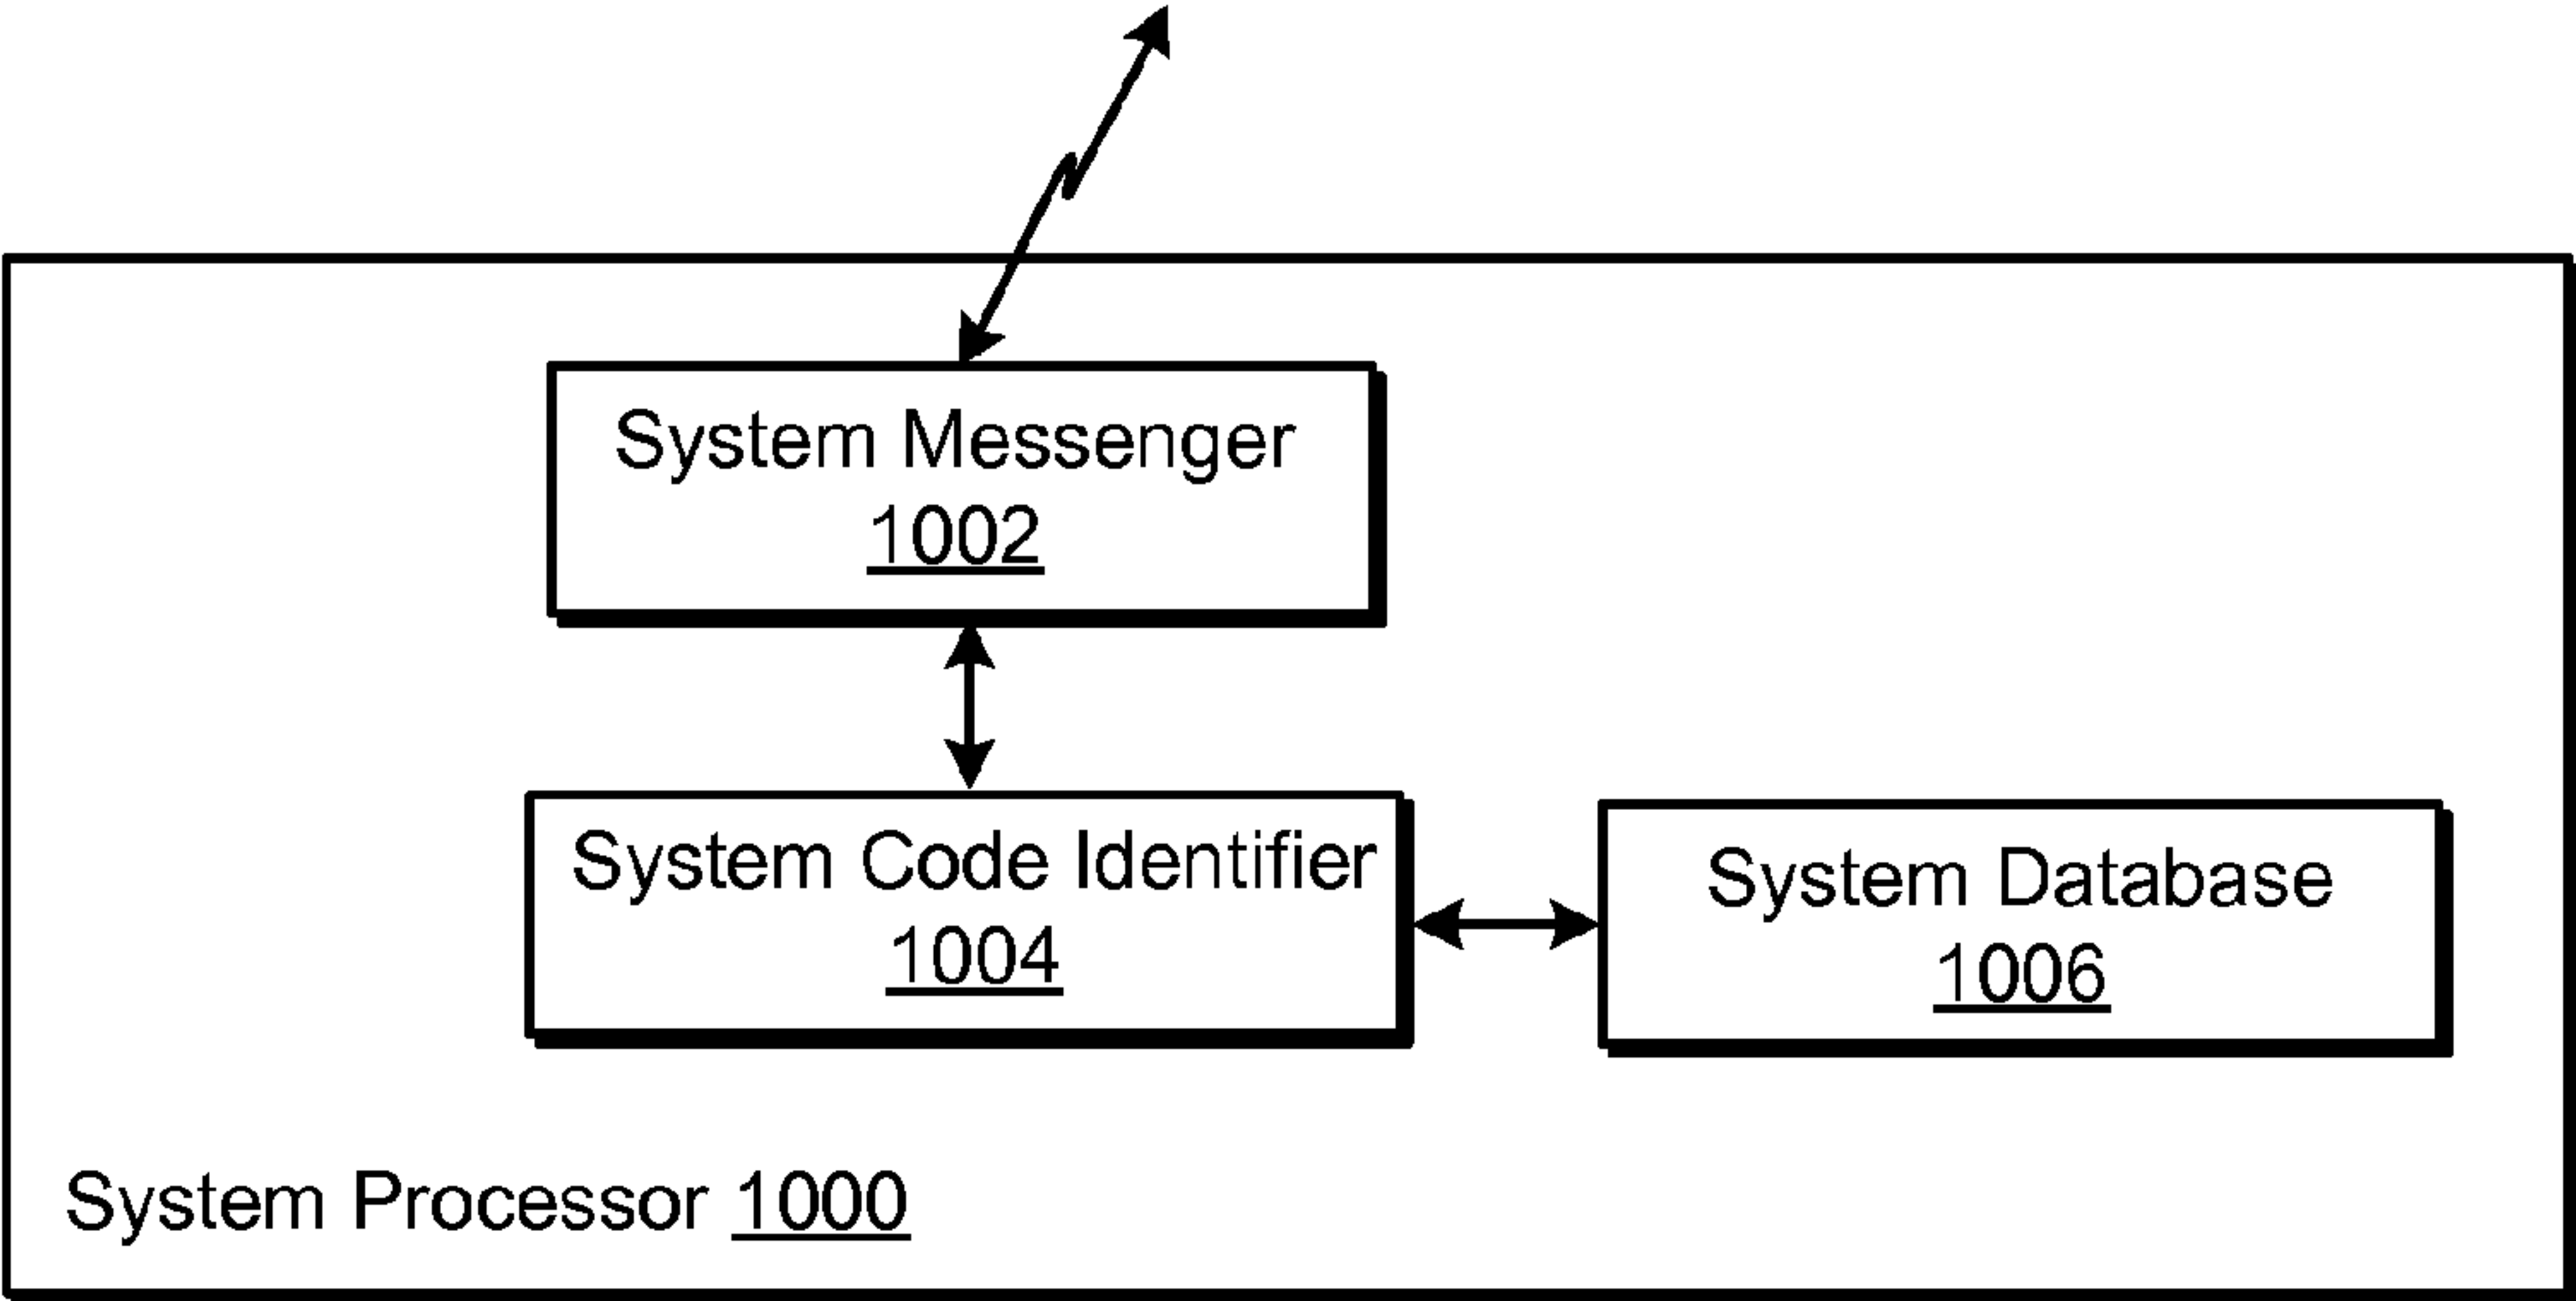 System Messenger
1002
System Code Identifier
1004
System Database
1006
System Processor 1000